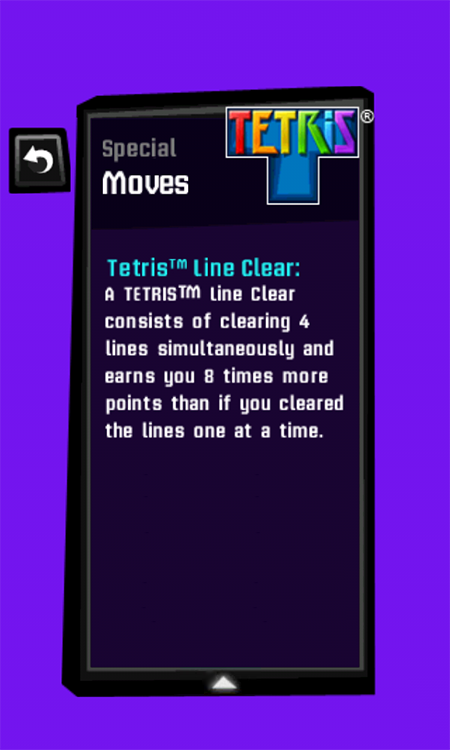 TETRIS®
Special
Moves
Tetris™ Line Clear:
A TETRIS™ Line Clear
consists of clearing 4
lines simultaneously and
earns you 8 times more
points than if you cleared
the lines one at a time.